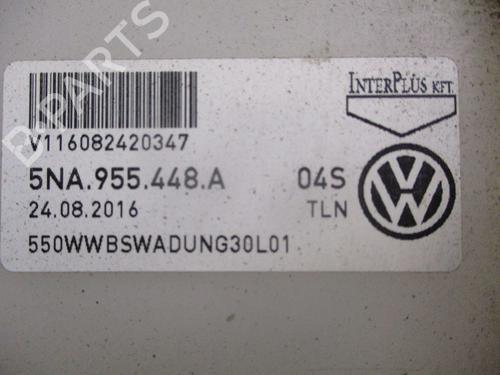 B-PARTS
INTERPLUS KFT.
V116082420347
5NA.955.448.A 04S
24.08.2016 TLN
550WWBSWADUNG30L01